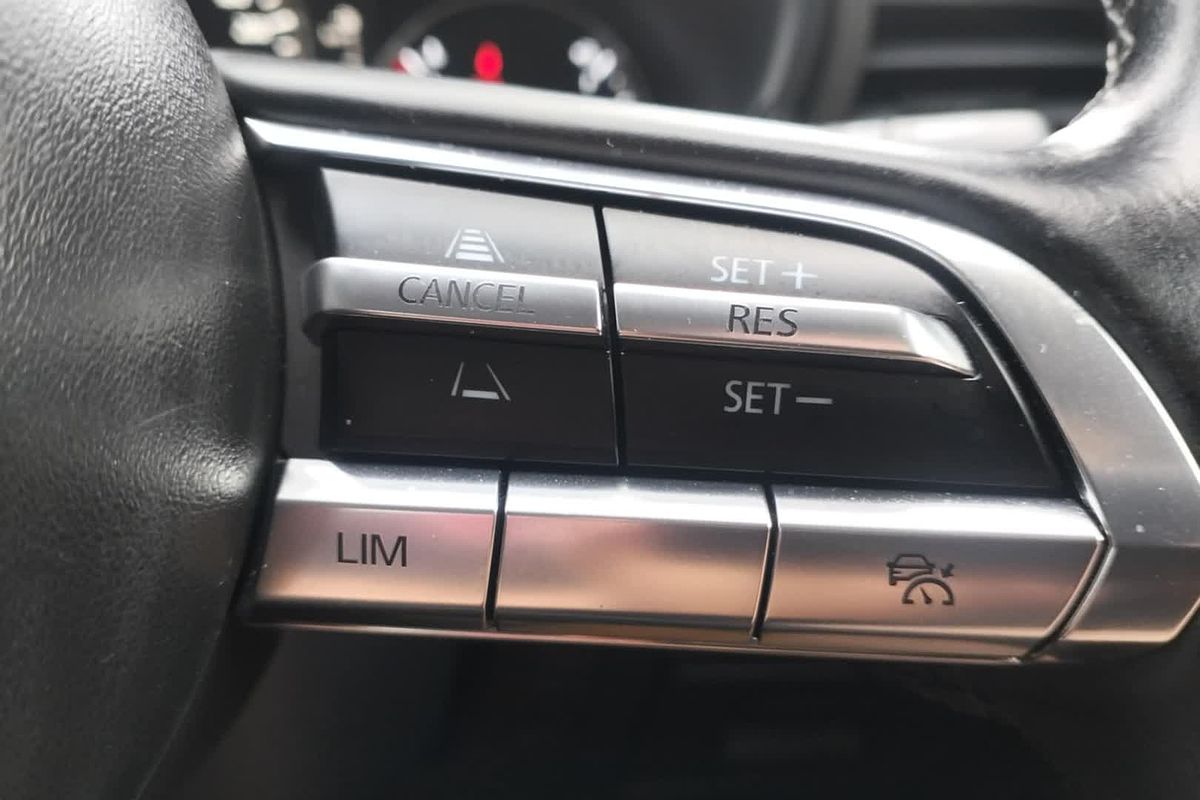 SET +
CANCEL
RES
SET –
LIM